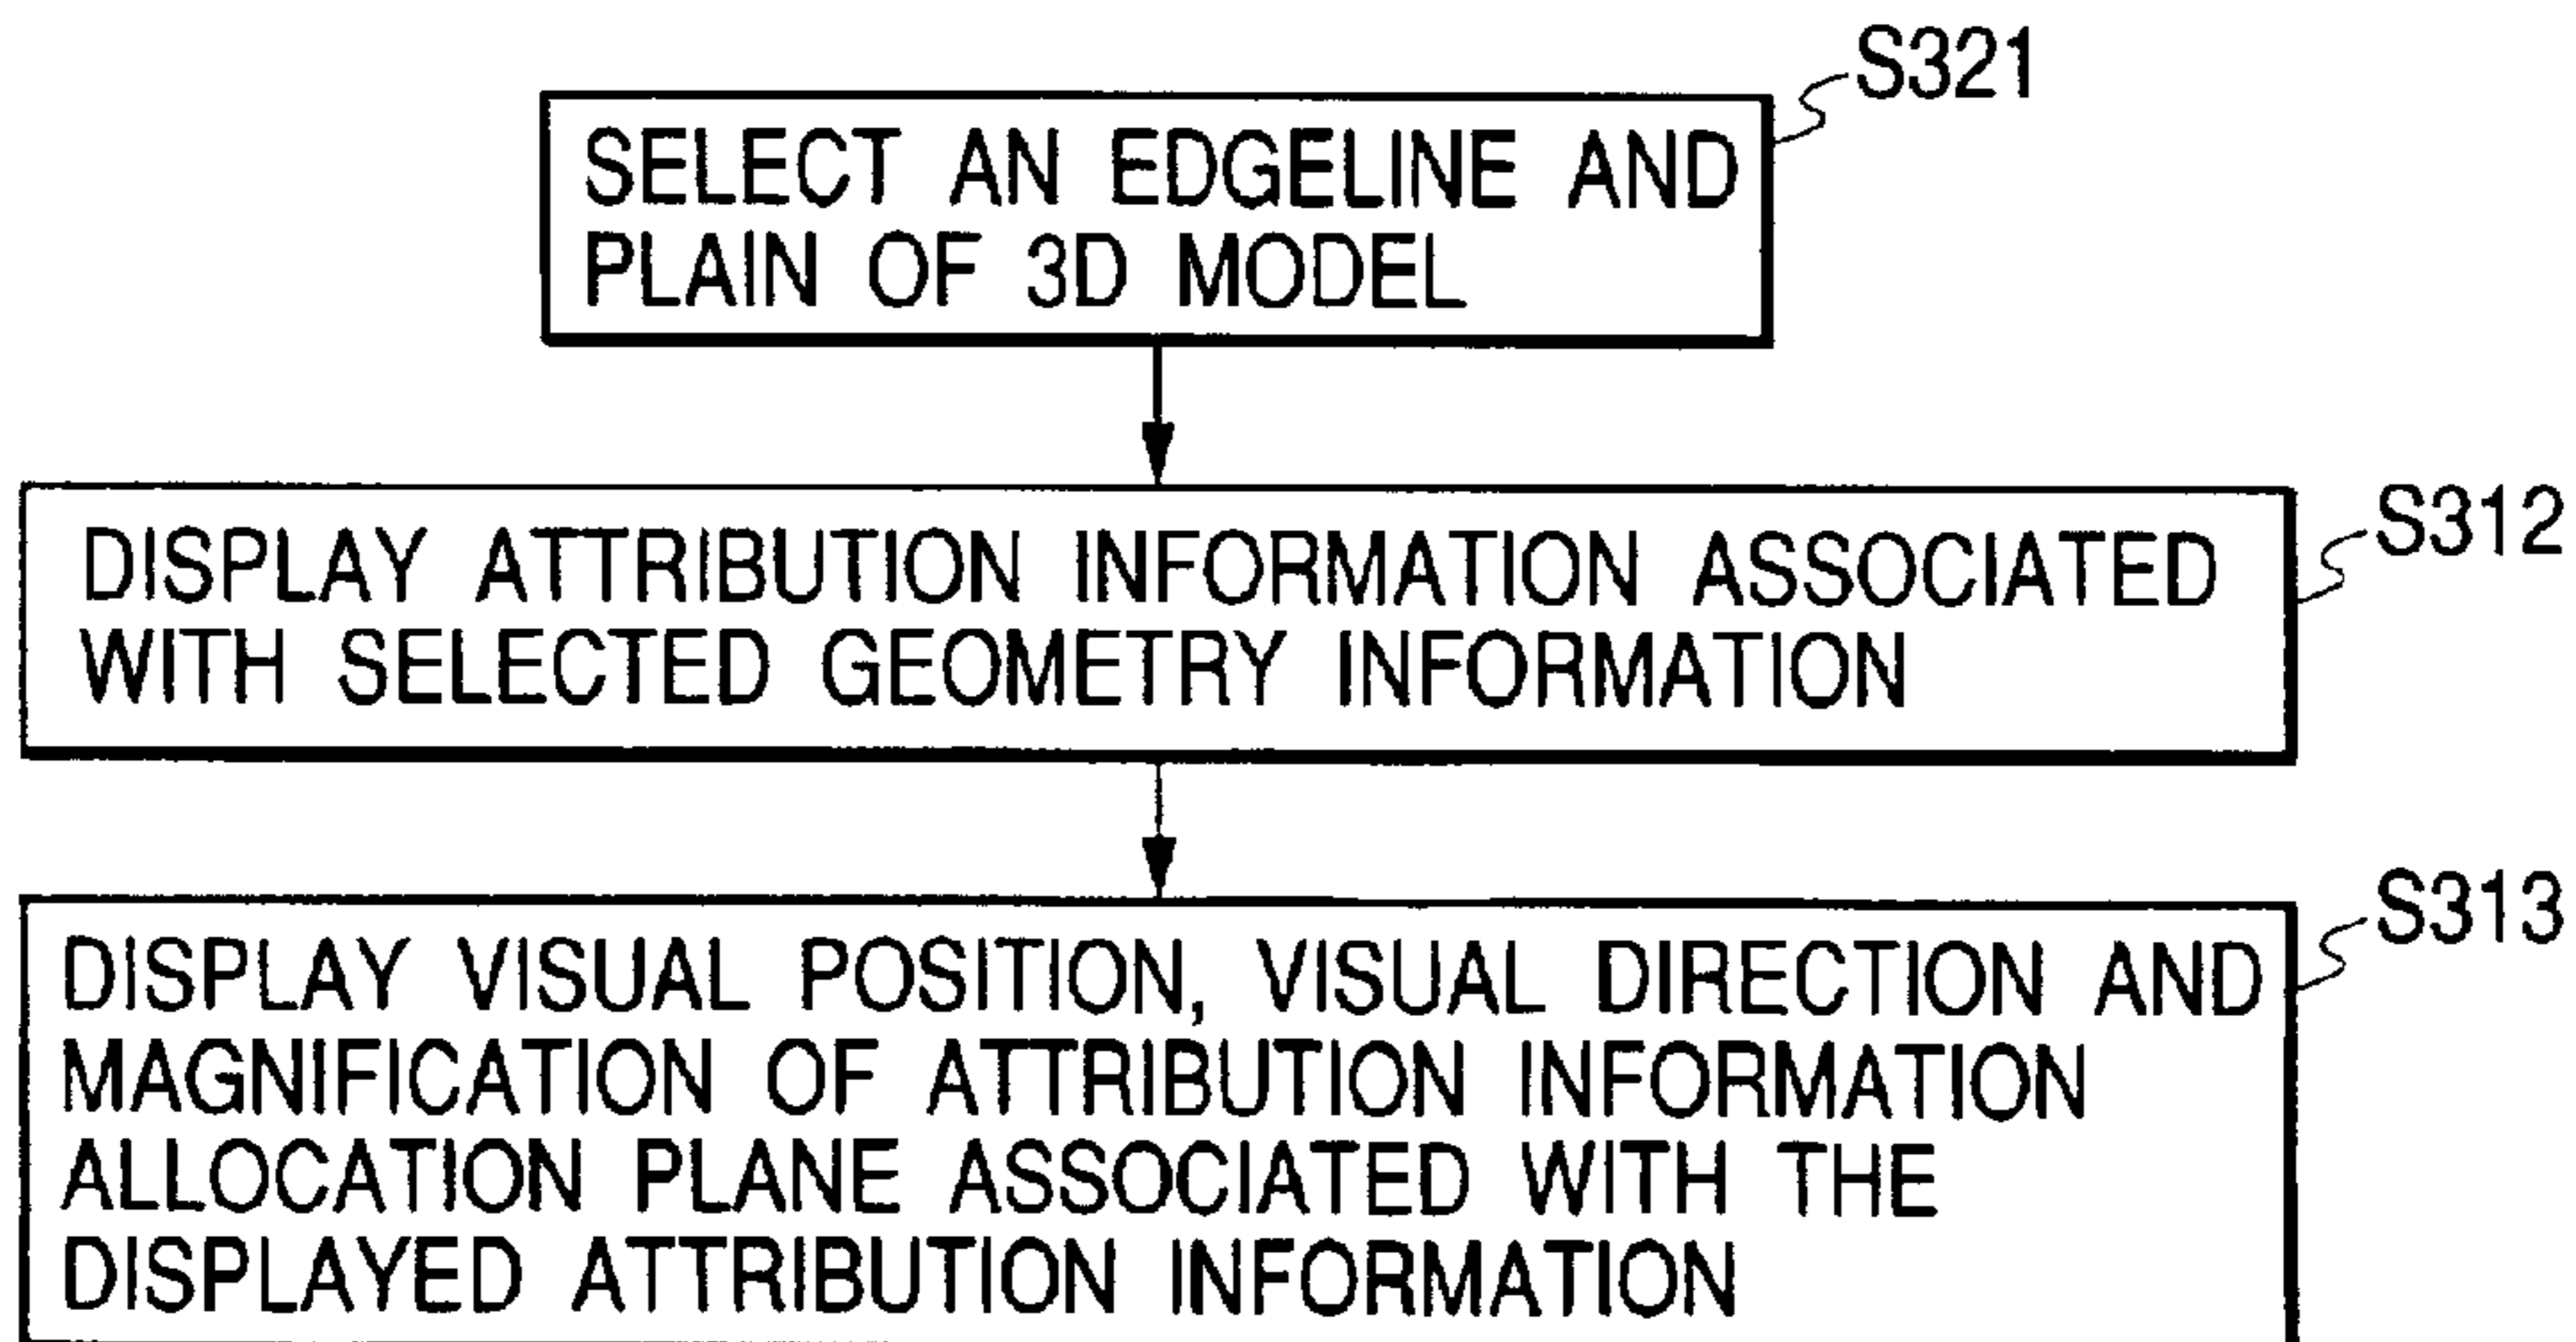 S321
SELECT AN EDGELINE AND
PLAIN OF 3D MODEL
S312
DISPLAY ATTRIBUTION INFORMATION ASSOCIATED
WITH SELECTED GEOMETRY INFORMATION
S313
DISPLAY VISUAL POSITION, VISUAL DIRECTION AND
MAGNIFICATION OF ATTRIBUTION INFORMATION
ALLOCATION PLANE ASSOCIATED WITH THE
DISPLAYED ATTRIBUTION INFORMATION